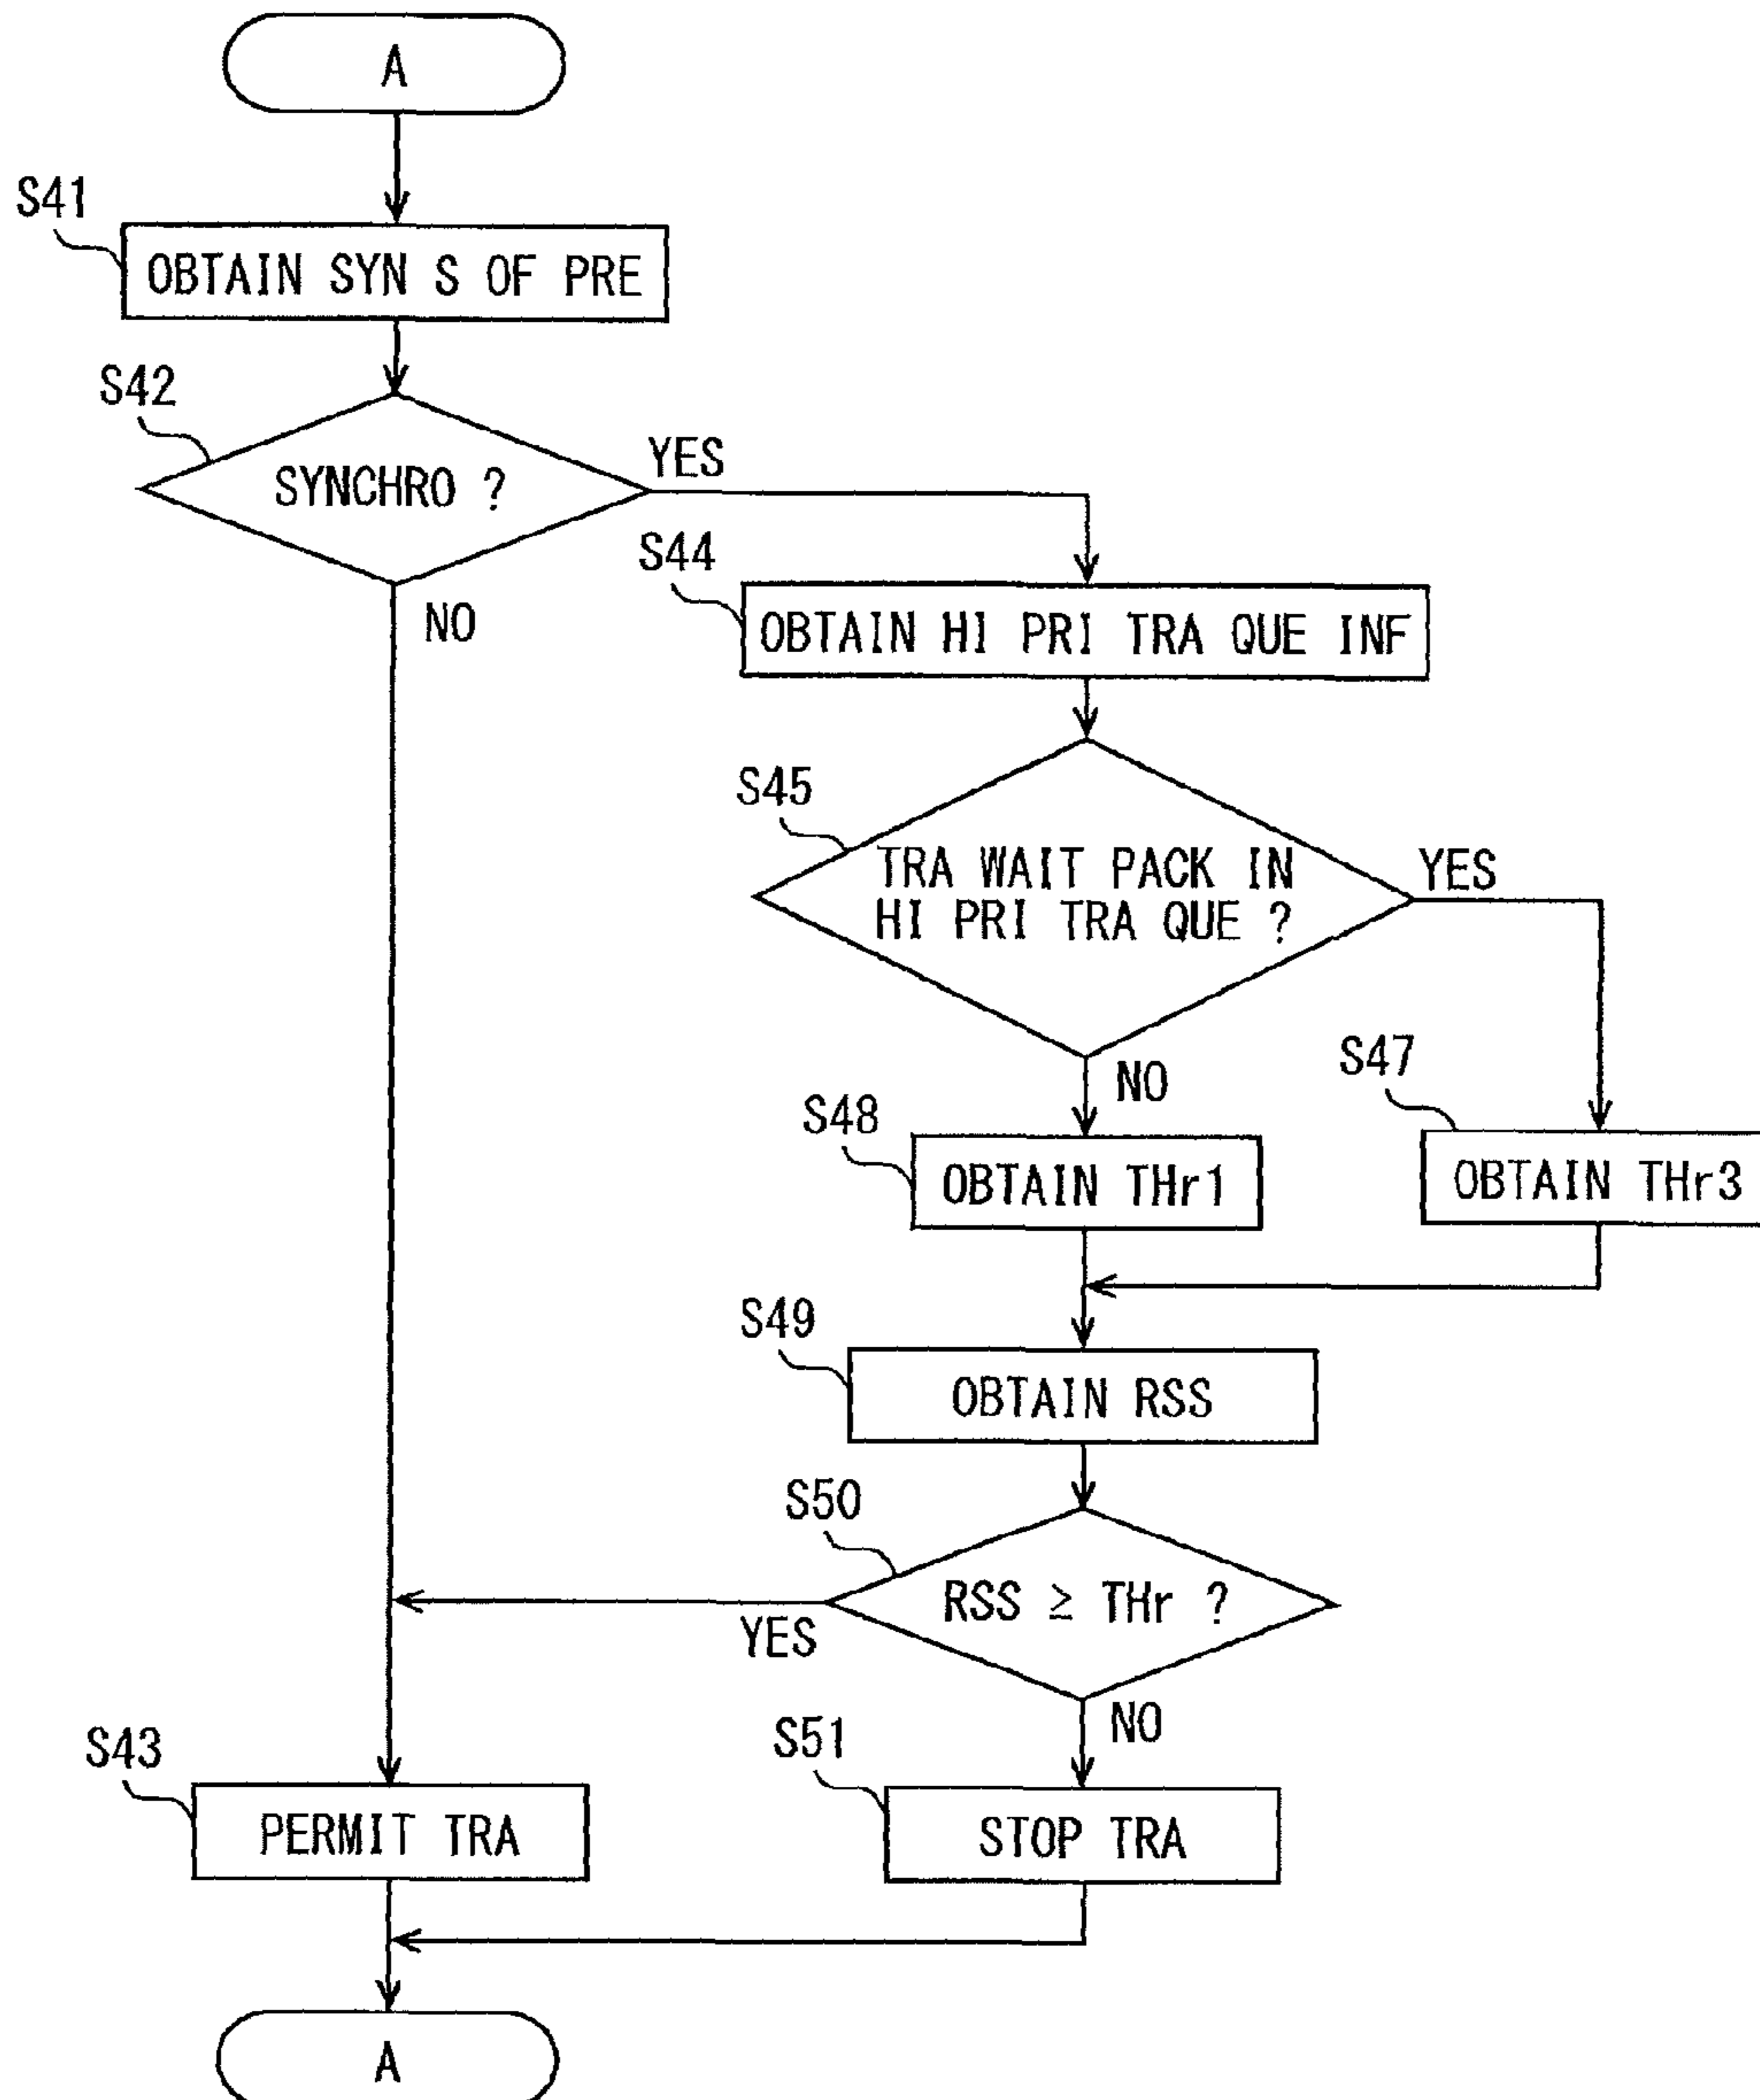 A
S41
OBTAIN SYN S OF PRE
S42
SYNCHRO ?
YES
NO
S44
OBTAIN HI PRI TRA QUE INF
S45
TRA WAIT PACK IN
HI PRI TRA QUE ?
YES
NO
S47
OBTAIN THr3
S48
OBTAIN THr1
S49
OBTAIN RSS
S50
RSS ≥ THr ?
YES
NO
S43
PERMIT TRA
S51
STOP TRA
A